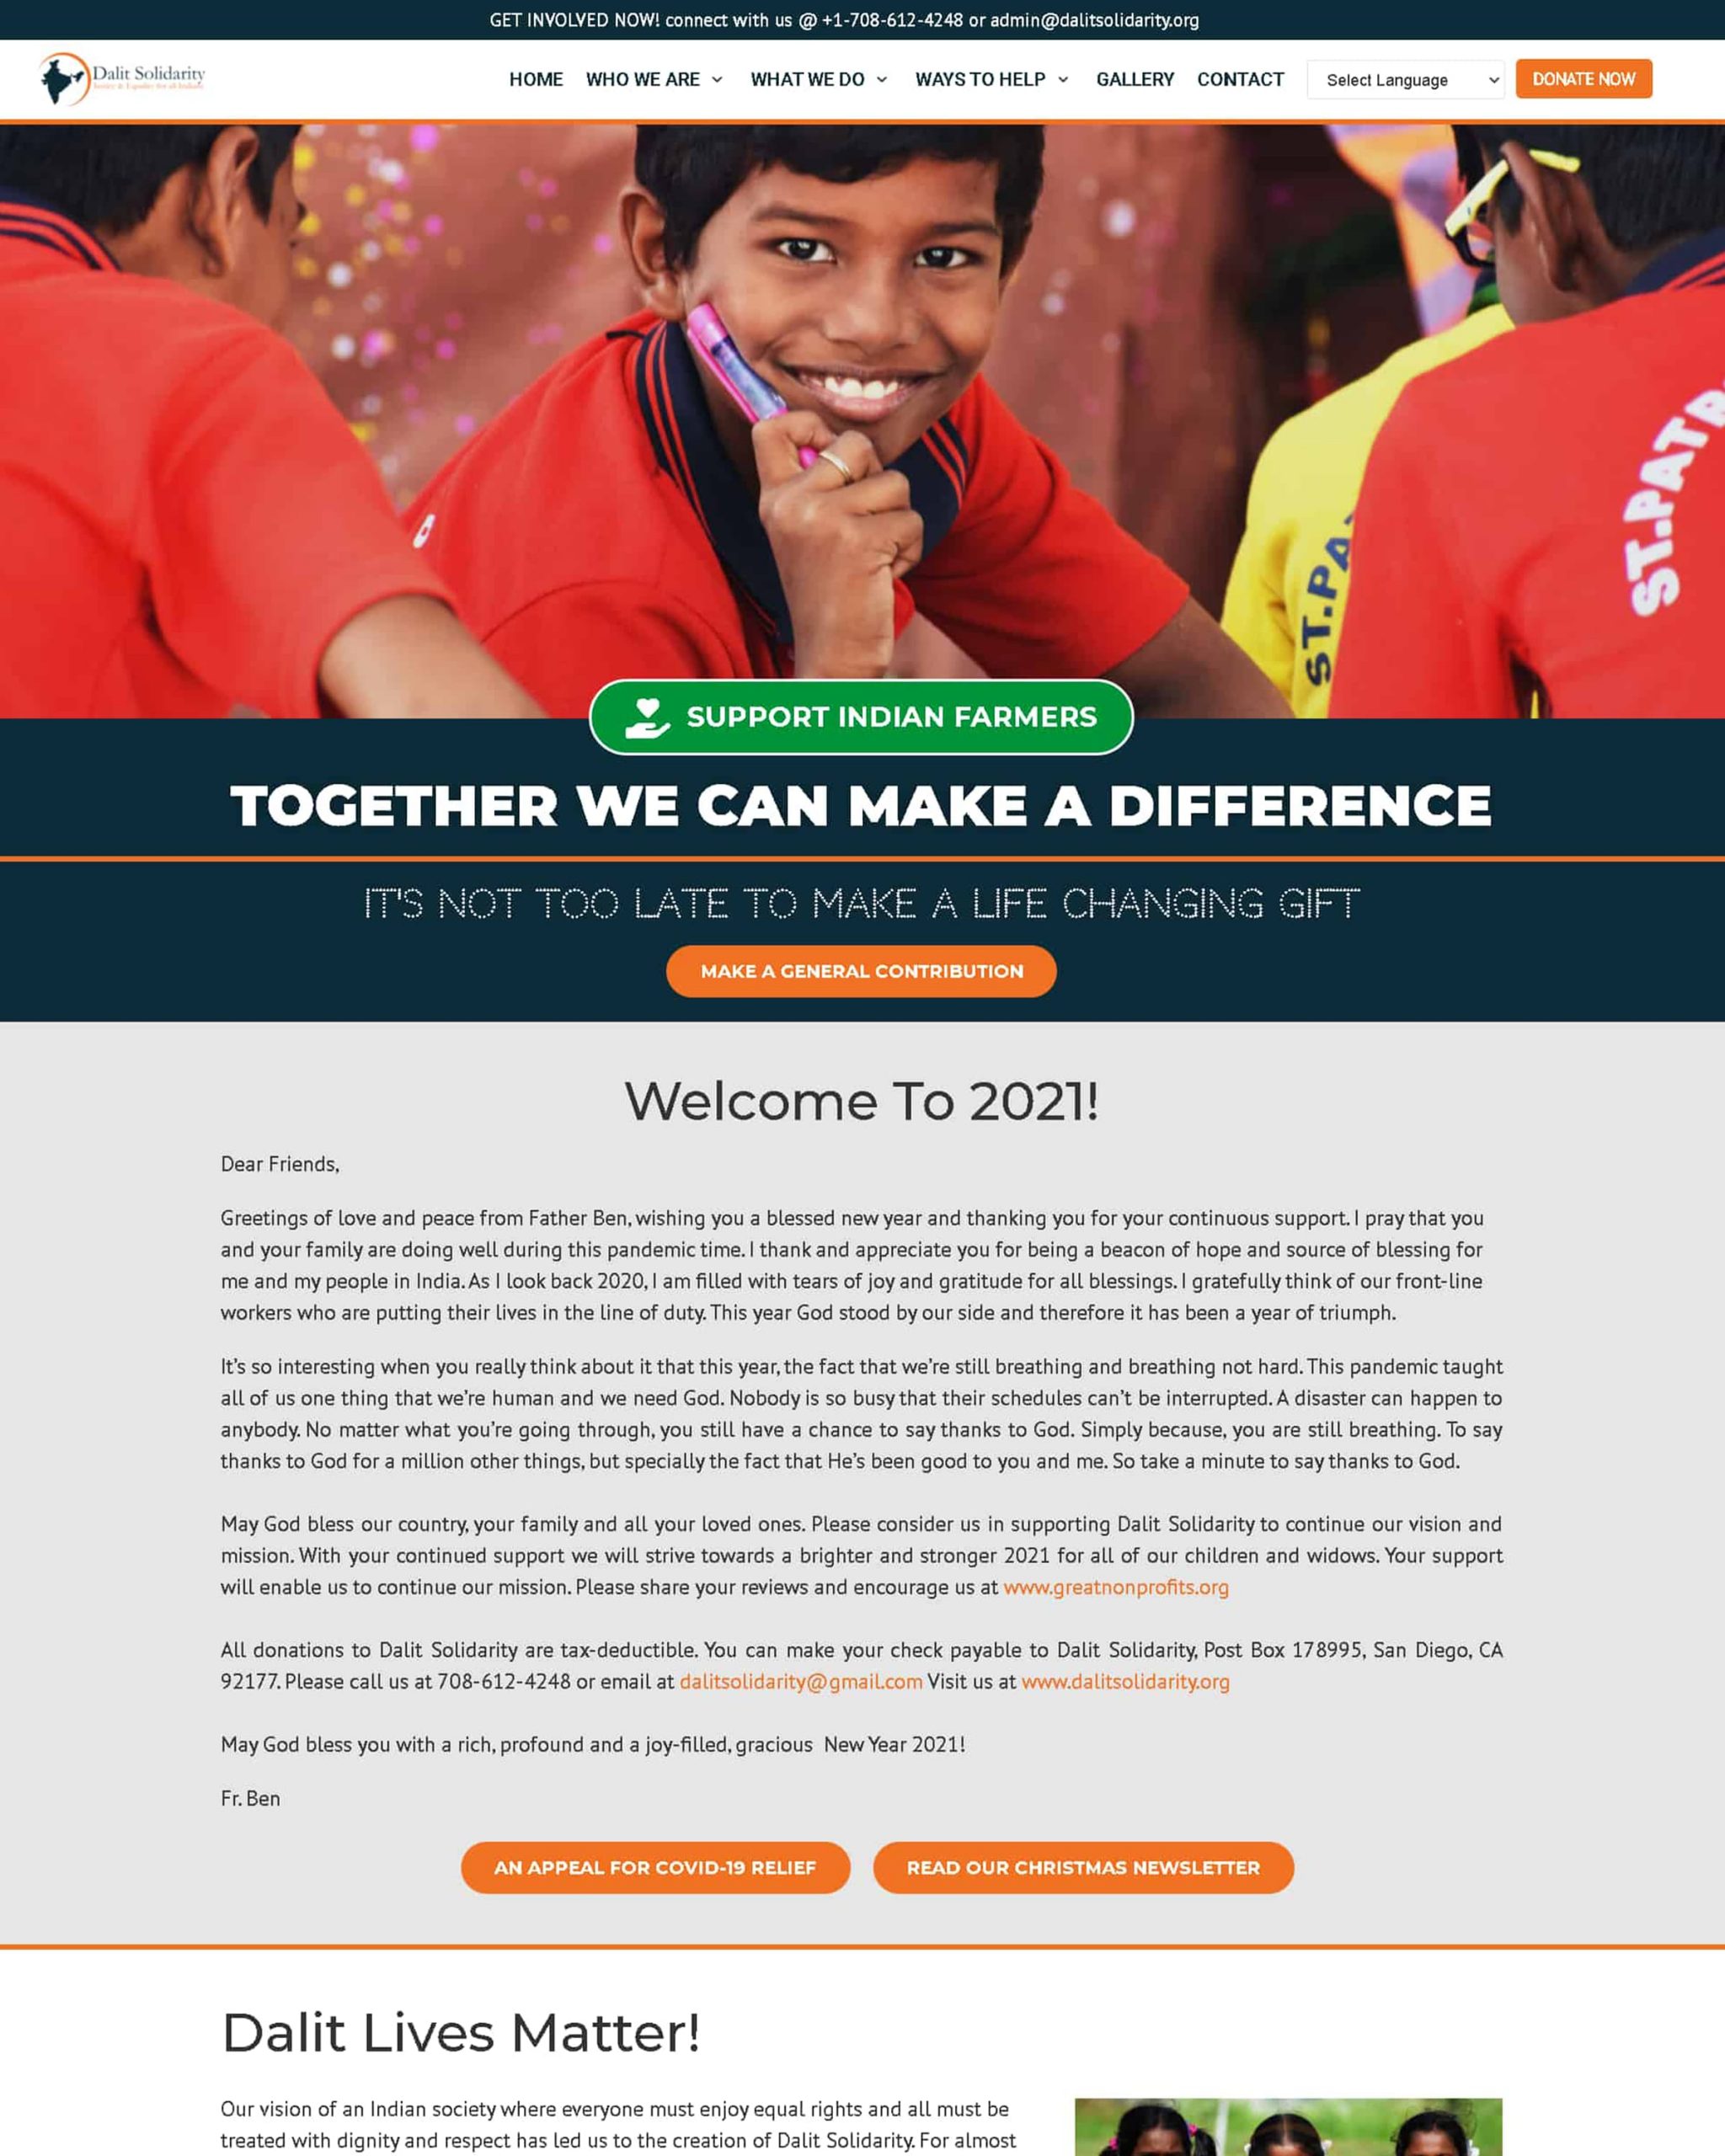 GET INVOLVED NOW! connect with us @ +1-708-612-4248 or admin@dalitsolidarity.org
Dalit Solidarity
HOME WHO WE ARE WHAT WE DO WAYS TO HELP GALLERY CONTACT Select Language DONATE NOW
ST.PA
ST.PAT
SUPPORT INDIAN FARMERS
TOGETHER WE CAN MAKE A DIFFERENCE
IT'S NOT TOO LATE TO MAKE A LIFE CHANGING GIFT
MAKE A GENERAL CONTRIBUTION
Welcome To 2021!
Dear Friends,
Greetings of love and peace from Father Ben, wishing you a blessed new year and thanking you for your continuous support. I pray that you
and your family are doing well during this pandemic time. I thank and appreciate you for being a beacon of hope and source of blessing for
me and my people in India. As I look back 2020, I am filled with tears of joy and gratitude for all blessings. I gratefully think of our front-line
workers who are putting their lives in the line of duty. This year God stood by our side and therefore it has been a year of triumph.
It’s so interesting when you really think about it that this year, the fact that we’re still breathing and breathing not hard. This pandemic taught
all of us one thing that we’re human and we need God. Nobody is so busy that their schedules can’t be interrupted. A disaster can happen to
anybody. No matter what you’re going through, you still have a chance to say thanks to God. Simply because, you are still breathing. To say
thanks to God for a million other things, but specially the fact that He’s been good to you and me. So take a minute to say thanks to God.
May God bless our country, your family and all your loved ones. Please consider us in supporting Dalit Solidarity to continue our vision and
mission. With your continued support we will strive towards a brighter and stronger 2021 for all of our children and widows. Your support
will enable us to continue our mission. Please share your reviews and encourage us at www.greatnonprofits.org
All donations to Dalit Solidarity are tax-deductible. You can make your check payable to Dalit Solidarity, Post Box 178995, San Diego, CA
92177. Please call us at 708-612-4248 or email at dalitsolidarity@gmail.com Visit us at www.dalitsolidarity.org
May God bless you with a rich, profound and a joy-filled, gracious New Year 2021!
Fr. Ben
AN APPEAL FOR COVID-19 RELIEF READ OUR CHRISTMAS NEWSLETTER
Dalit Lives Matter!
Our vision of an Indian society where everyone must enjoy equal rights and all must be
treated with dignity and respect has led us to the creation of Dalit Solidarity. For almost